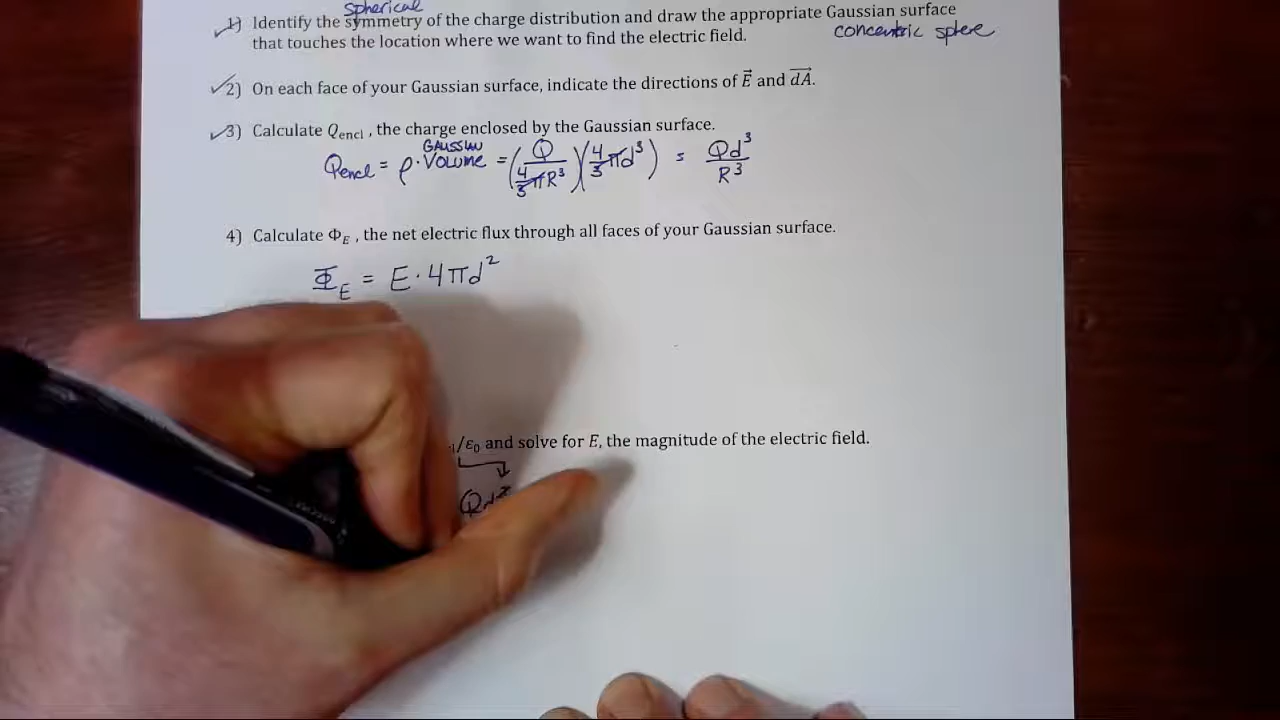 spherical
1) Identify the symmetry of the charge distribution and draw the appropriate Gaussian surface
that touches the location where we want to find the electric field. concentric sphere
2) On each face of your Gaussian surface, indicate the directions of E⃗ and dA⃗.
3) Calculate Q_encl , the charge enclosed by the Gaussian surface.
GAUSSIAN
Q_encl = ρ · VOLUME = (Q / (4/3 π R³)) (4/3 π d³) = Qd³ / R³
4) Calculate Φ_E , the net electric flux through all faces of your Gaussian surface.
Φ_E = E · 4πd²
/ε₀ and solve for E, the magnitude of the electric field.